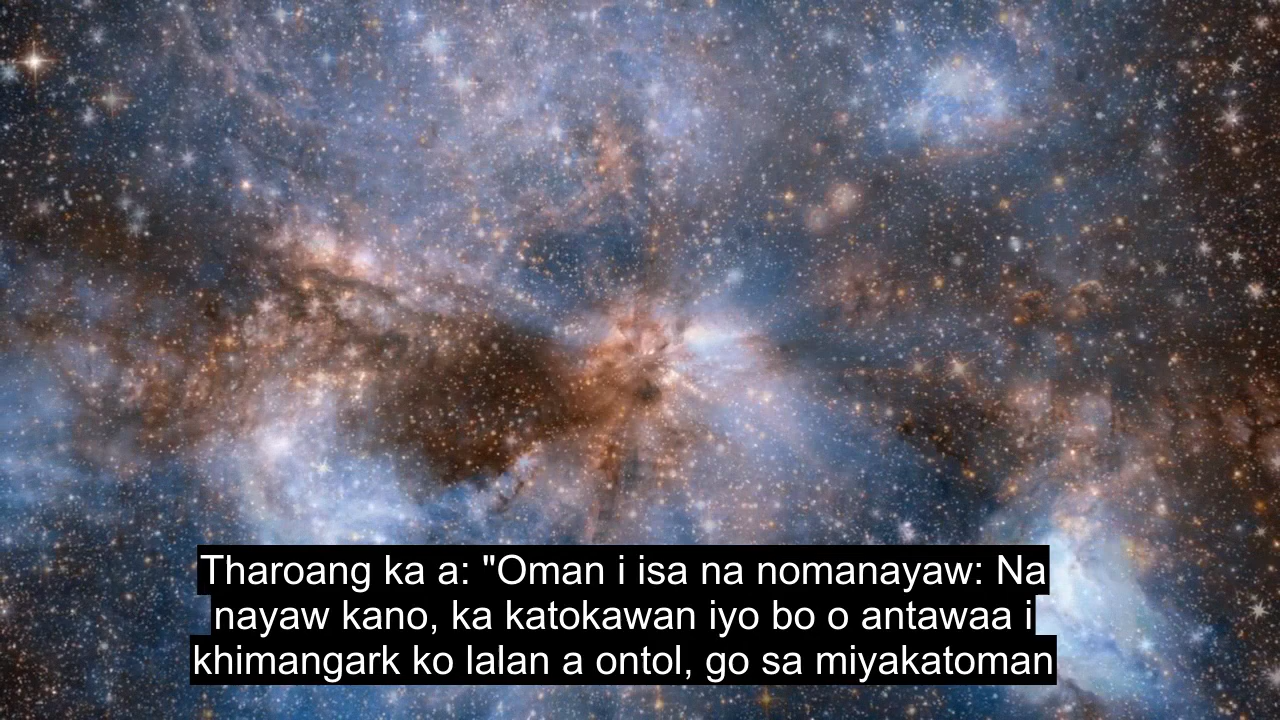 Tharoang ka a: "Oman i isa na nomanayaw: Na
nayaw kano, ka katokawan iyo bo o antawaa i
khimangark ko lalan a ontol, go sa miyakatoman